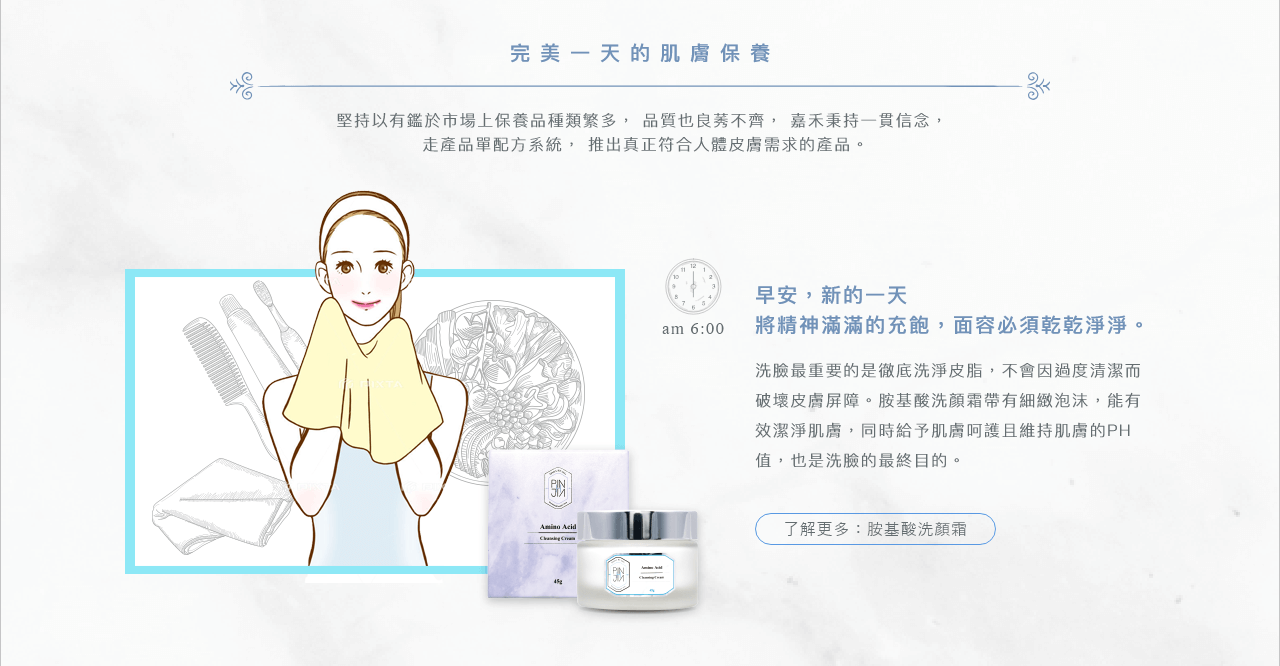 完美一天的肌膚保養
堅持以有鑑於市場上保養品種類繁多， 品質也良莠不齊， 嘉禾秉持一貫信念，
走產品單配方系統， 推出真正符合人體皮膚需求的產品。
am 6:00
早安，新的一天
將精神滿滿的充飽，面容必須乾乾淨淨。
洗臉最重要的是徹底洗淨皮脂，不會因過度清潔而
破壞皮膚屏障。胺基酸洗顏霜帶有細緻泡沫，能有
效潔淨肌膚，同時給予肌膚呵護且維持肌膚的PH
值，也是洗臉的最終目的。
了解更多：胺基酸洗顏霜
PIN
JIN
Amino Acid
Cleansing Cream
45g
PIN
JIN
Amino Acid
Cleansing Cream